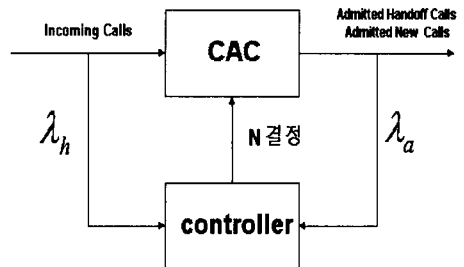 Incoming Calls
CAC
Admitted Handoff Calls
Admitted New Calls
λh
N 결정
λa
controller